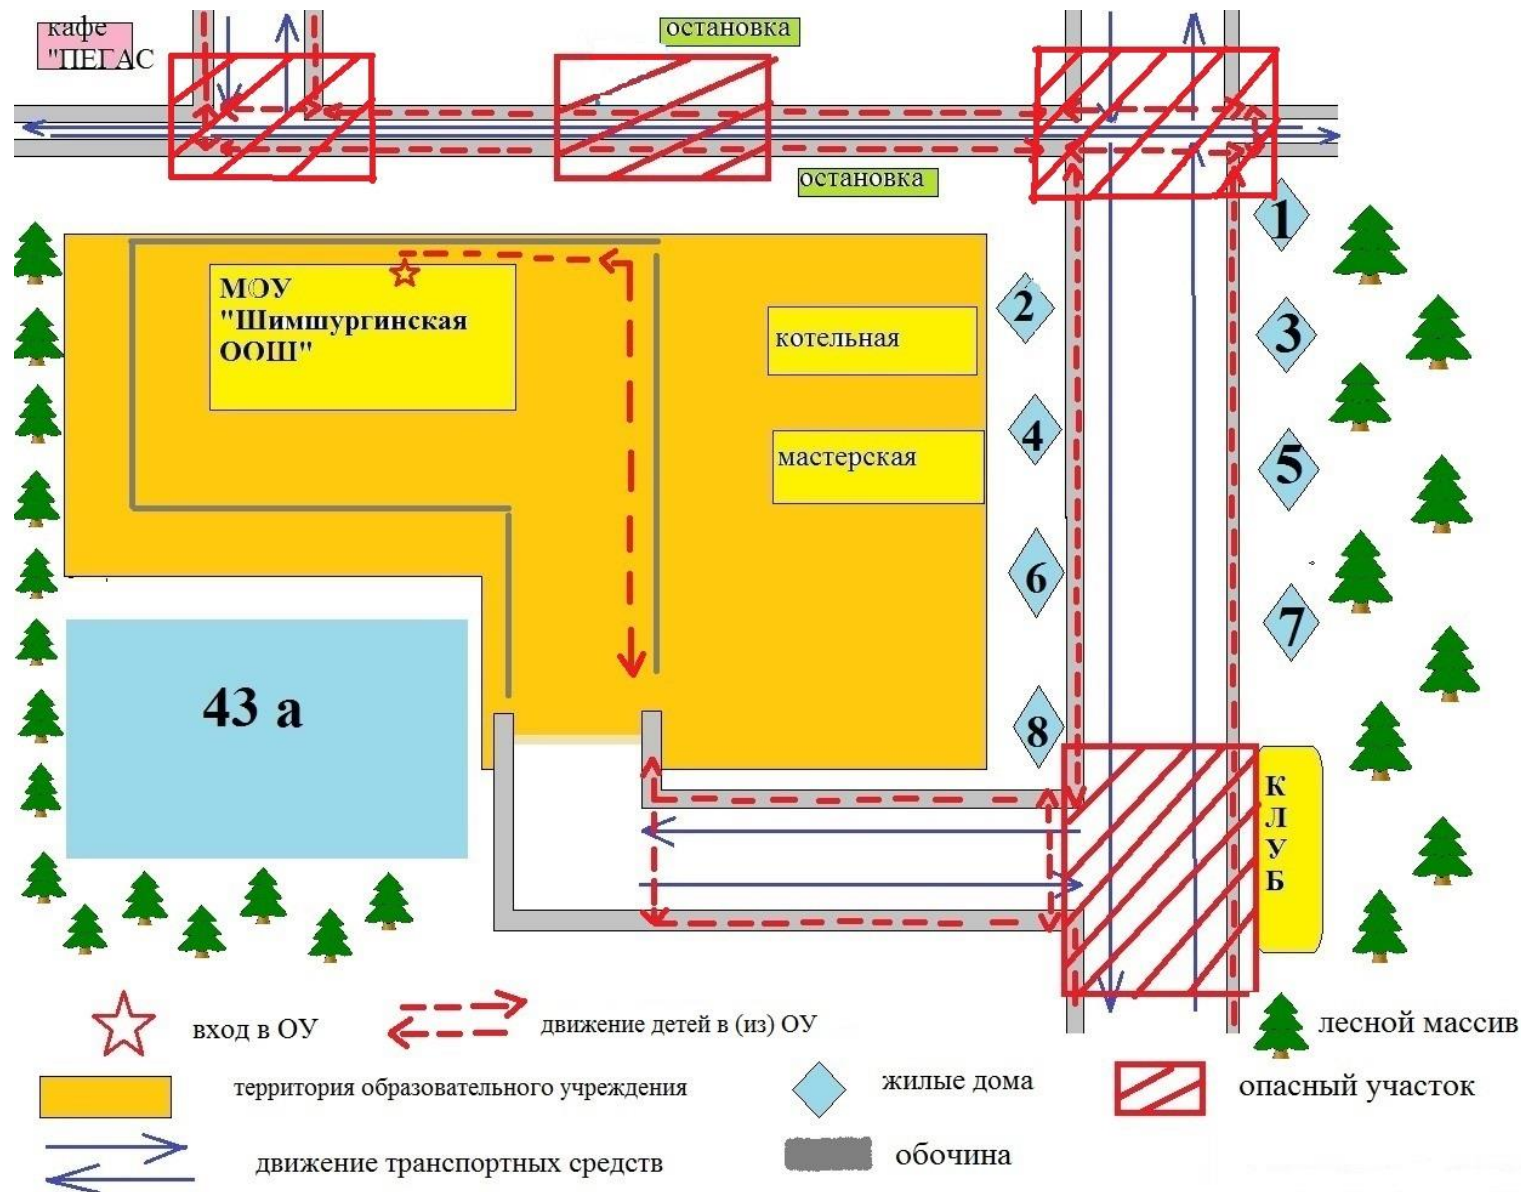 кафе
"ПЕГАС
остановка
остановка
1
МОУ
"Шимшургинская
ООШ"
2
котельная
3
4
мастерская
5
6
7
43 а
8
К
Л
У
Б
вход в ОУ
движение детей в (из) ОУ
лесной массив
территория образовательного учреждения
жилые дома
опасный участок
движение транспортных средств
обочина